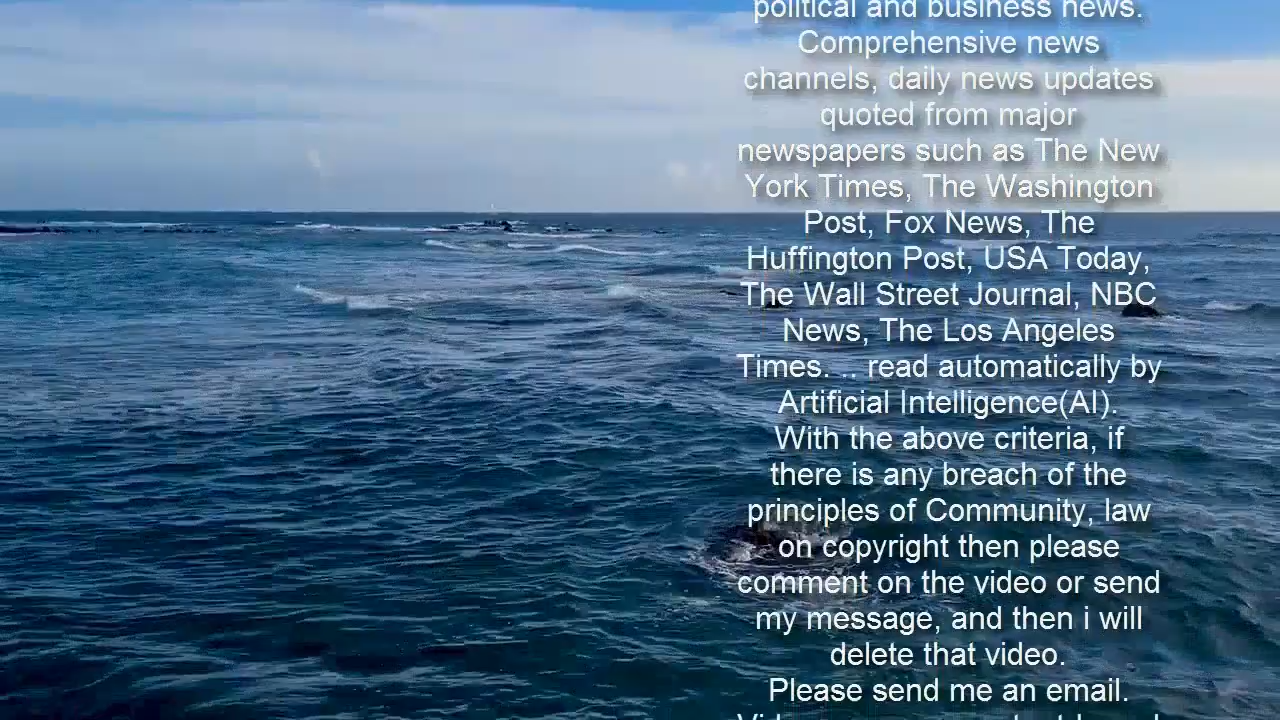 political and business news.
Comprehensive news
channels, daily news updates
quoted from major
newspapers such as The New
York Times, The Washington
Post, Fox News, The
Huffington Post, USA Today,
The Wall Street Journal, NBC
News, The Los Angeles
Times. .. read automatically by
Artificial Intelligence(AI).
With the above criteria, if
there is any breach of the
principles of Community, law
on copyright then please
comment on the video or send
my message, and then i will
delete that video.
Please send me an email.